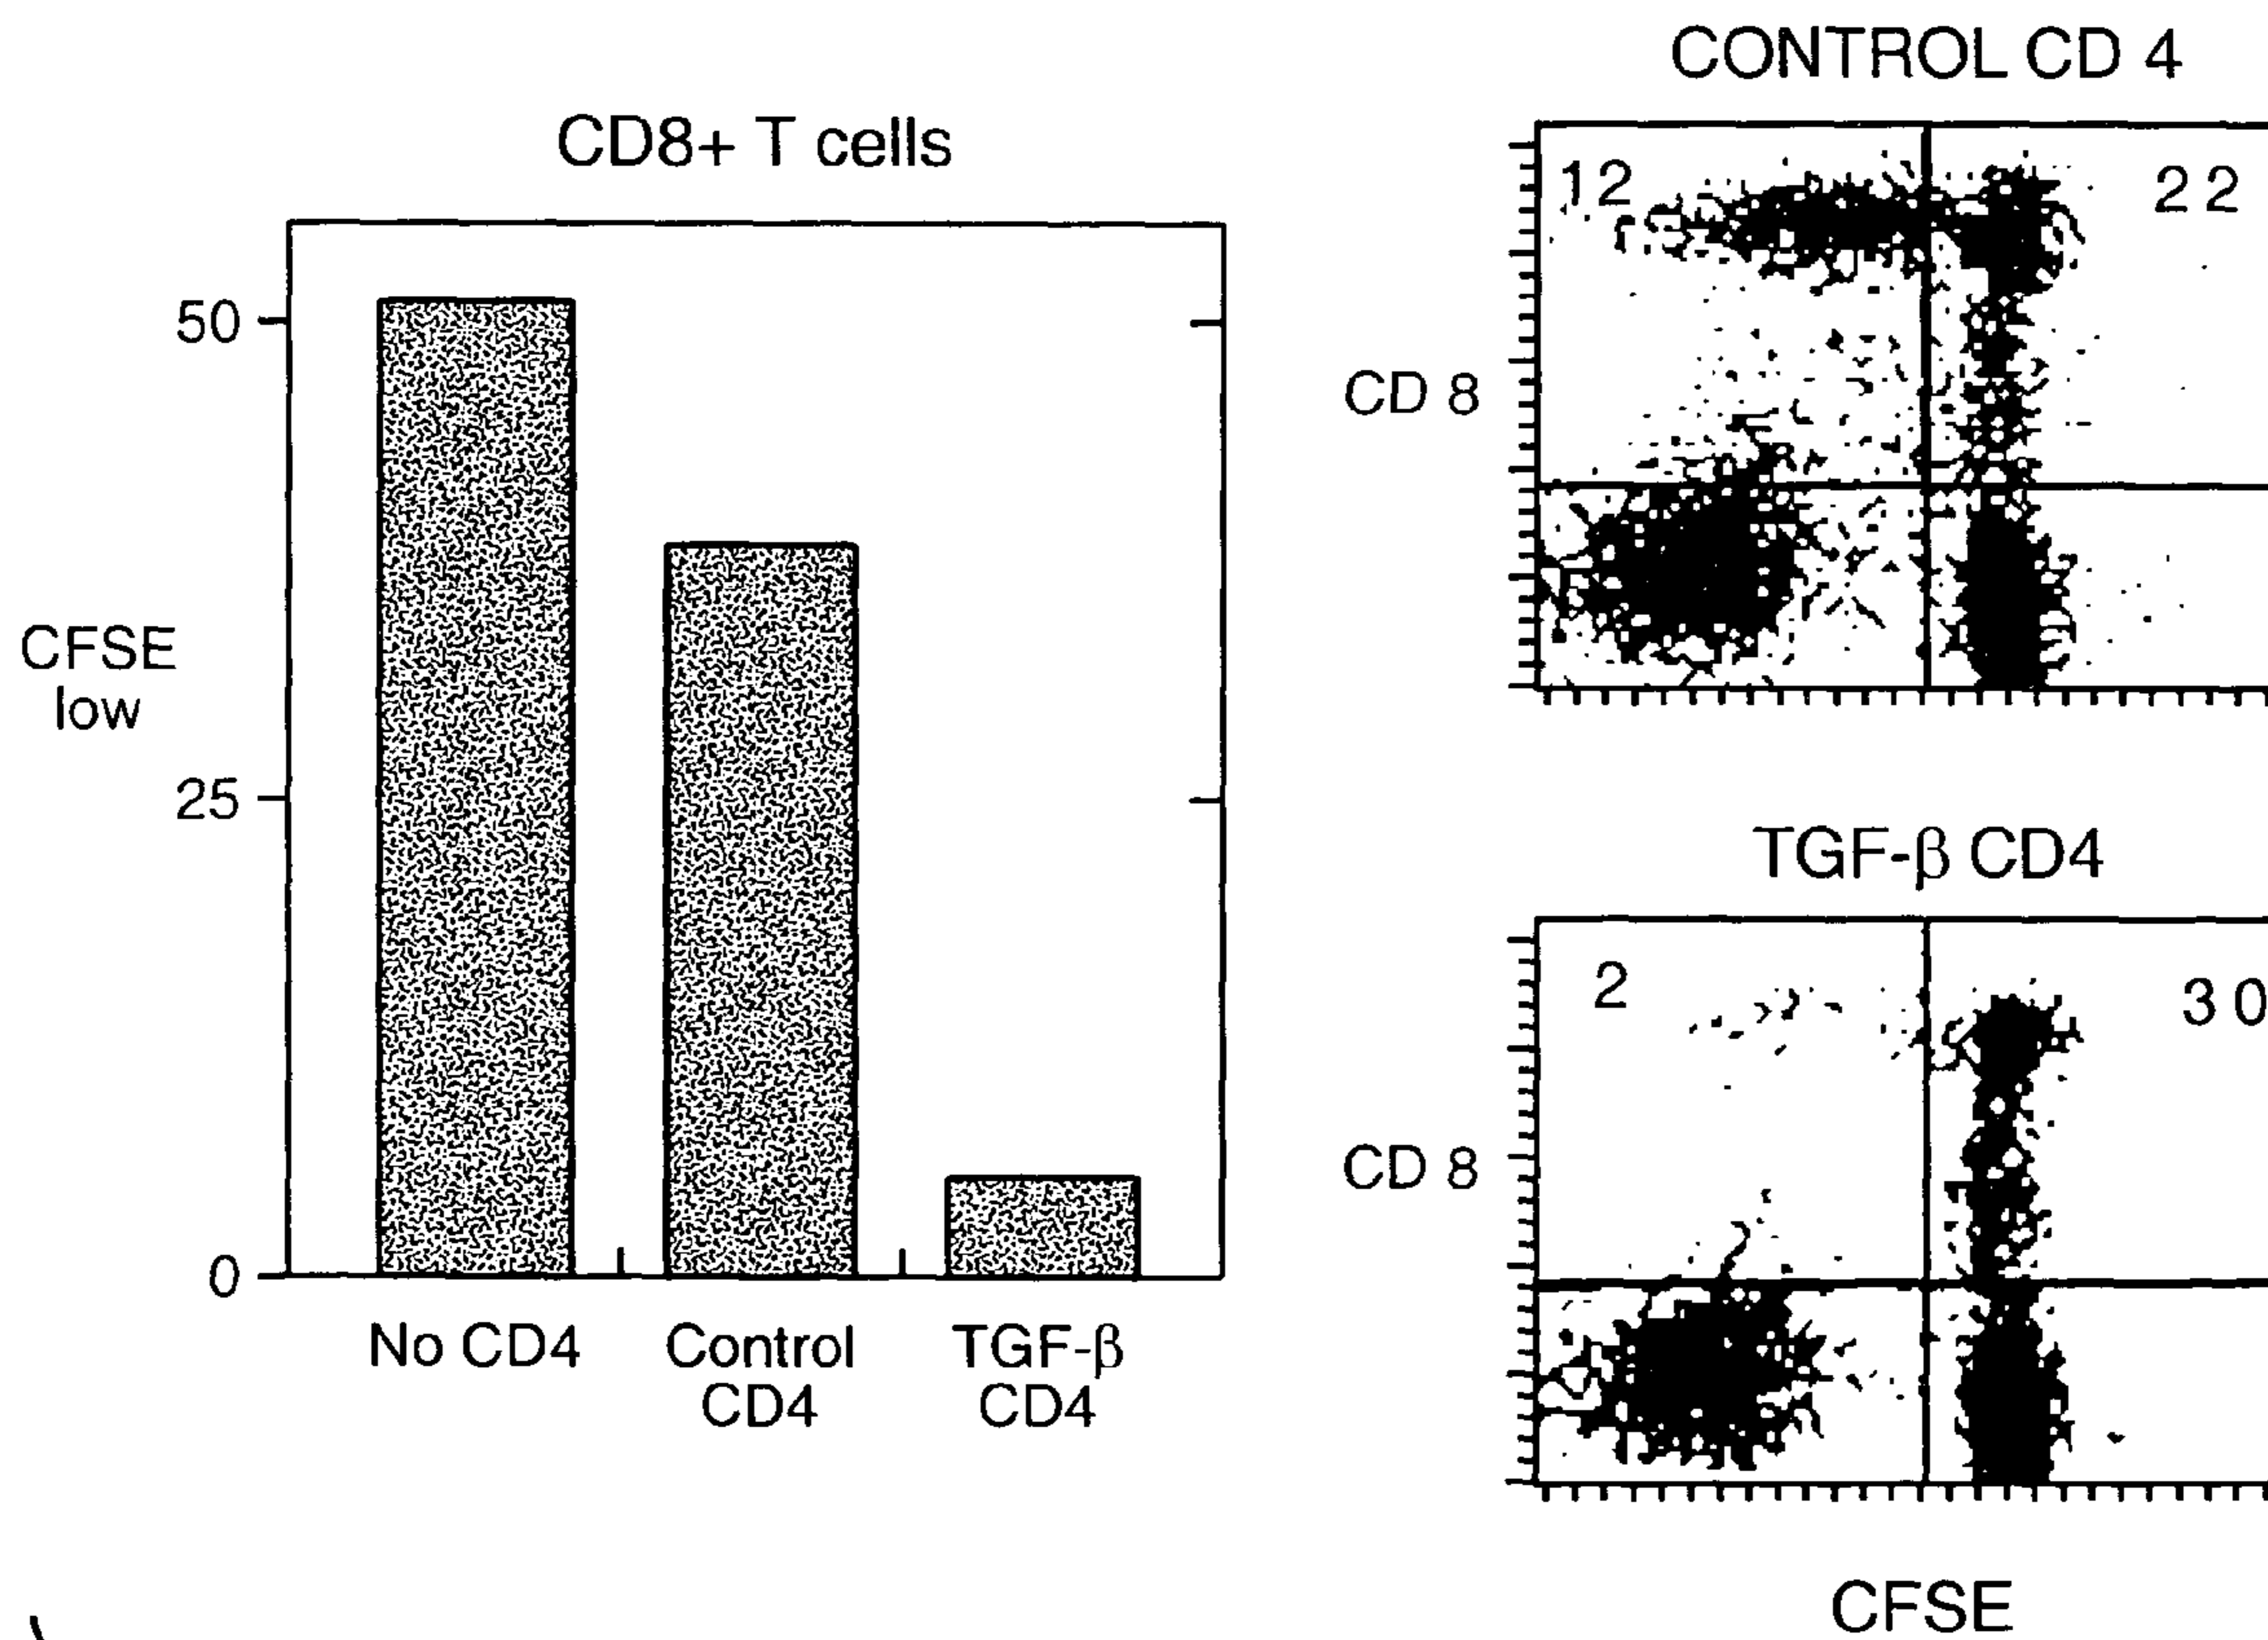 CD8+ T cells
50
25
0
CFSE
low
No CD4
Control
CD4
TGF-β
CD4
CONTROL CD 4
12
22
CD 8
TGF-β CD4
2
30
CD 8
CFSE